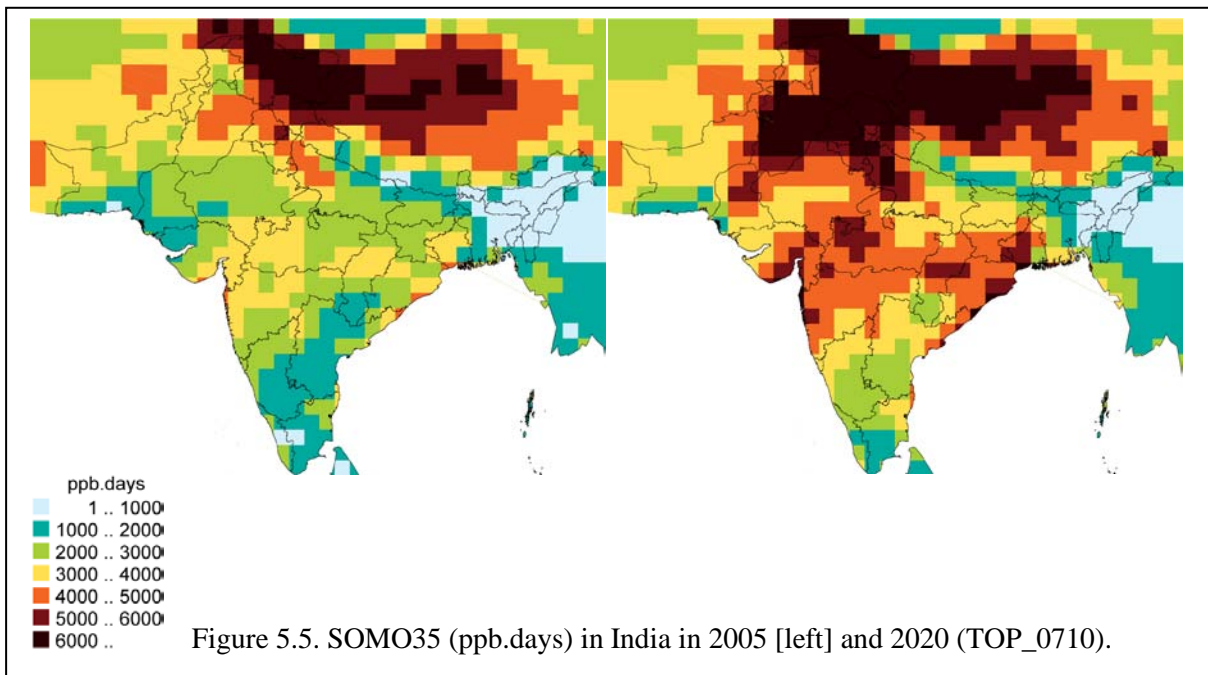 ppb.days
1 .. 1000
1000 .. 2000
2000 .. 3000
3000 .. 4000
4000 .. 5000
5000 .. 6000
6000 ..
Figure 5.5. SOMO35 (ppb.days) in India in 2005 [left] and 2020 (TOP_0710).